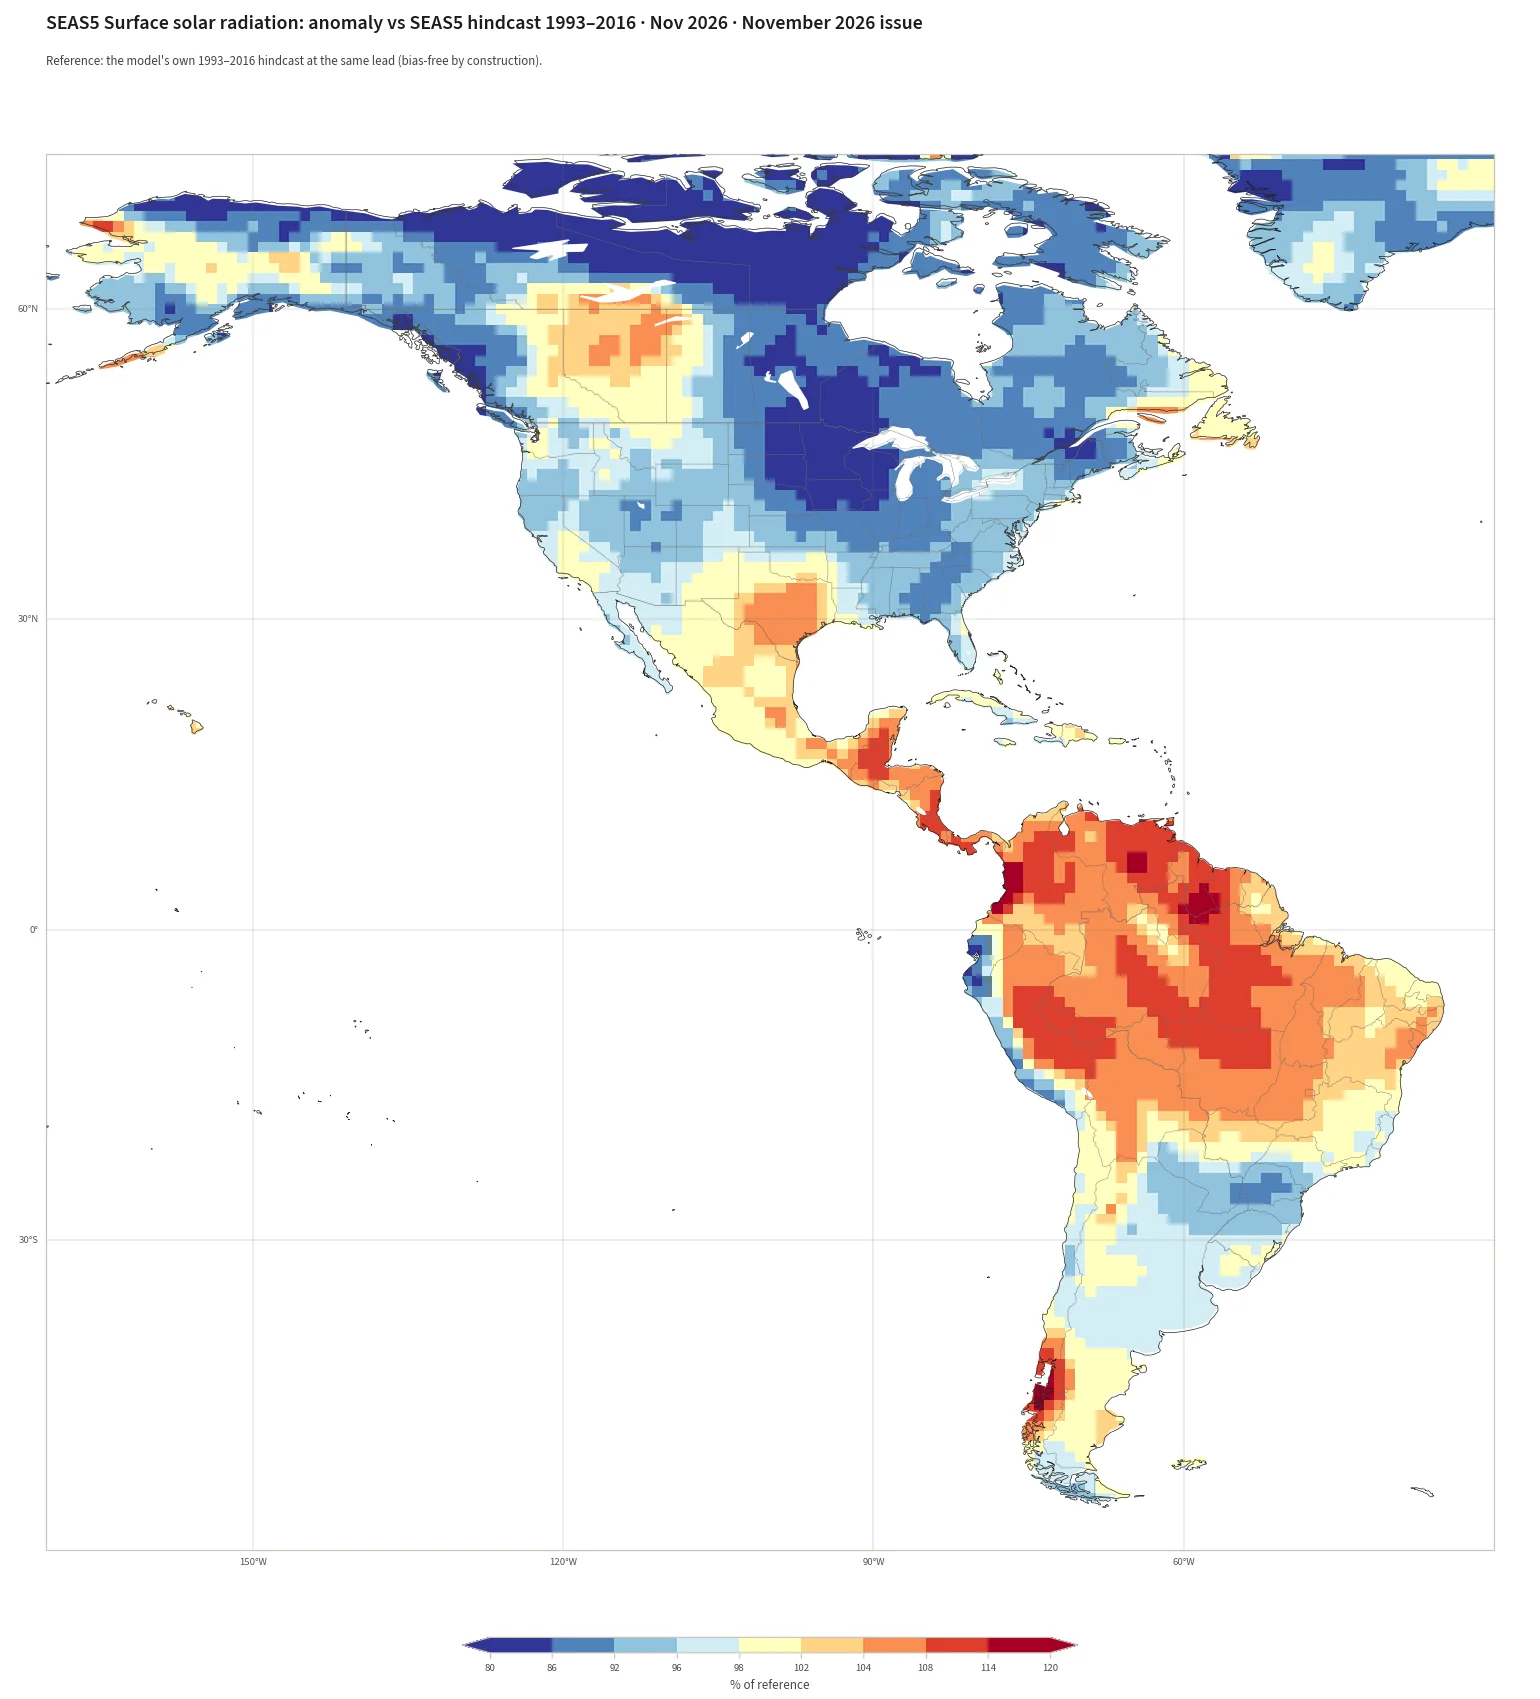 SEAS5 Surface solar radiation: anomaly vs SEAS5 hindcast 1993–2016 · Nov 2026 · November 2026 issue
Reference: the model's own 1993–2016 hindcast at the same lead (bias-free by construction).
60°N
30°N
0°
30°S
150°W 120°W 90°W 60°W
80 86 92 96 98 102 104 108 114 120
% of reference